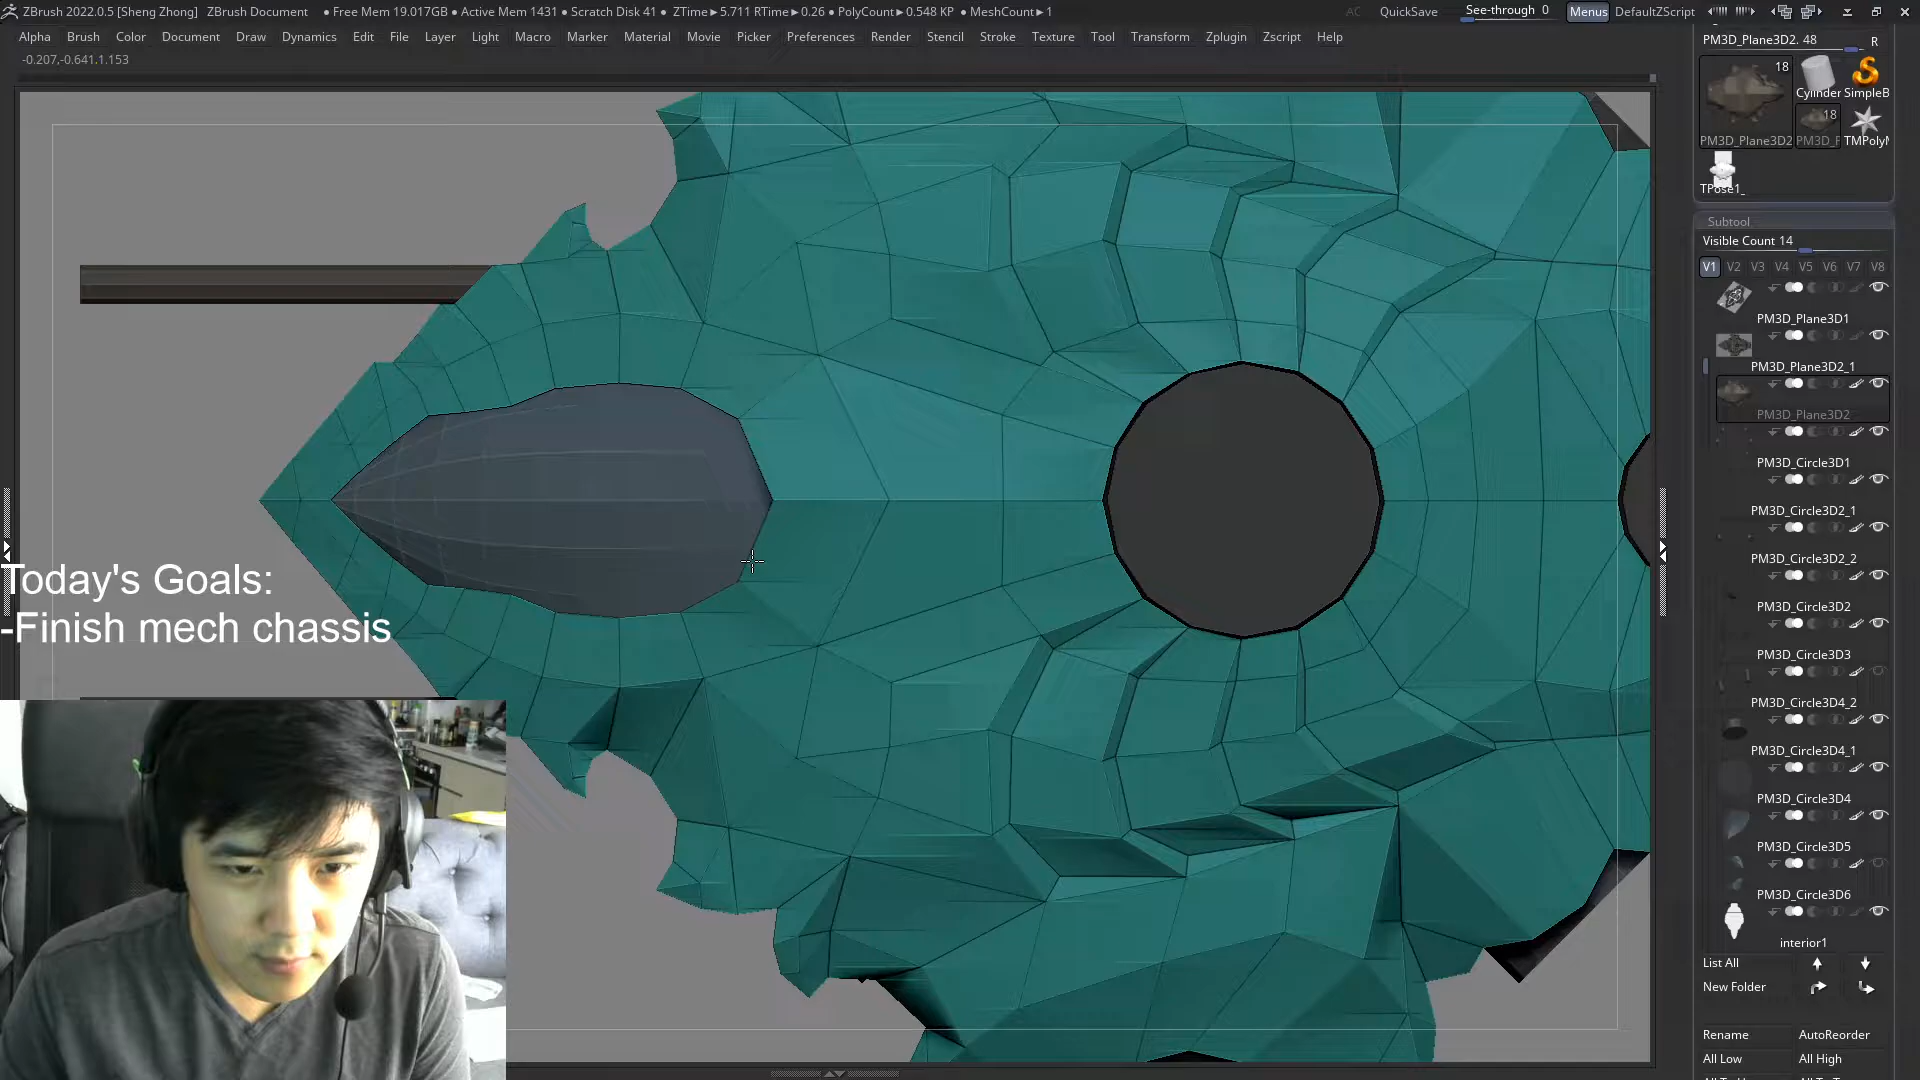 ZBrush 2022.0.5 [Sheng Zhong] ZBrush Document ● Free Mem 19.017GB ● Active Mem 1431 ● Scratch Disk 41 ● ZTime►5.711 RTime►0.26 ● PolyCount►0.548 KP ● MeshCount►1
AC QuickSave See-through 0 Menus DefaultZScript
Alpha Brush Color Document Draw Dynamics Edit File Layer Light Macro Marker Material Movie Picker Preferences Render Stencil Stroke Texture Tool Transform Zplugin Zscript Help
-0.207,-0.641,1.153
PM3D_Plane3D2. 48 R
18
Cylinder SimpleB
18
PM3D_Plane3D2 PM3D_F TMPolyM
TPose1_
Subtool
Visible Count 14
V1 V2 V3 V4 V5 V6 V7 V8
PM3D_Plane3D1
PM3D_Plane3D2_1
PM3D_Plane3D2
PM3D_Circle3D1
PM3D_Circle3D2_1
PM3D_Circle3D2_2
PM3D_Circle3D2
PM3D_Circle3D3
PM3D_Circle3D4_2
PM3D_Circle3D4_1
PM3D_Circle3D4
PM3D_Circle3D5
PM3D_Circle3D6
interior1
List All
New Folder
Rename AutoReorder
All Low All High
Today's Goals:
-Finish mech chassis